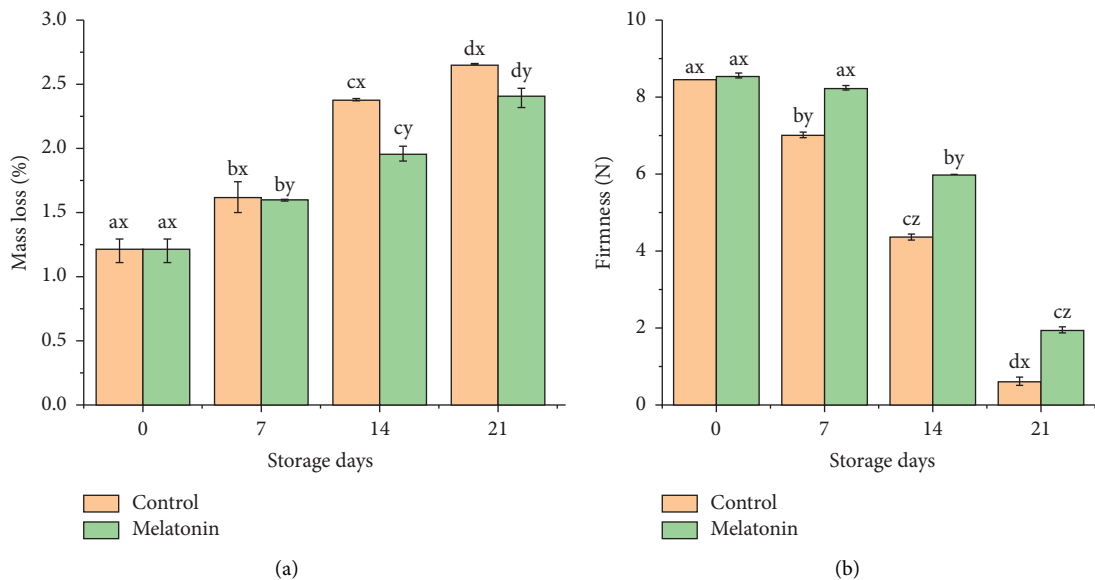 3.0
2.5
2.0
1.5
1.0
0.5
0.0
Mass loss (%)
ax
ax
bx
by
cx
cy
dx
dy
0
7
14
21
Storage days
Control
Melatonin
(a)
10
8
6
4
2
0
Firmness (N)
ax
ax
by
ax
cz
by
dx
cz
0
7
14
21
Storage days
Control
Melatonin
(b)